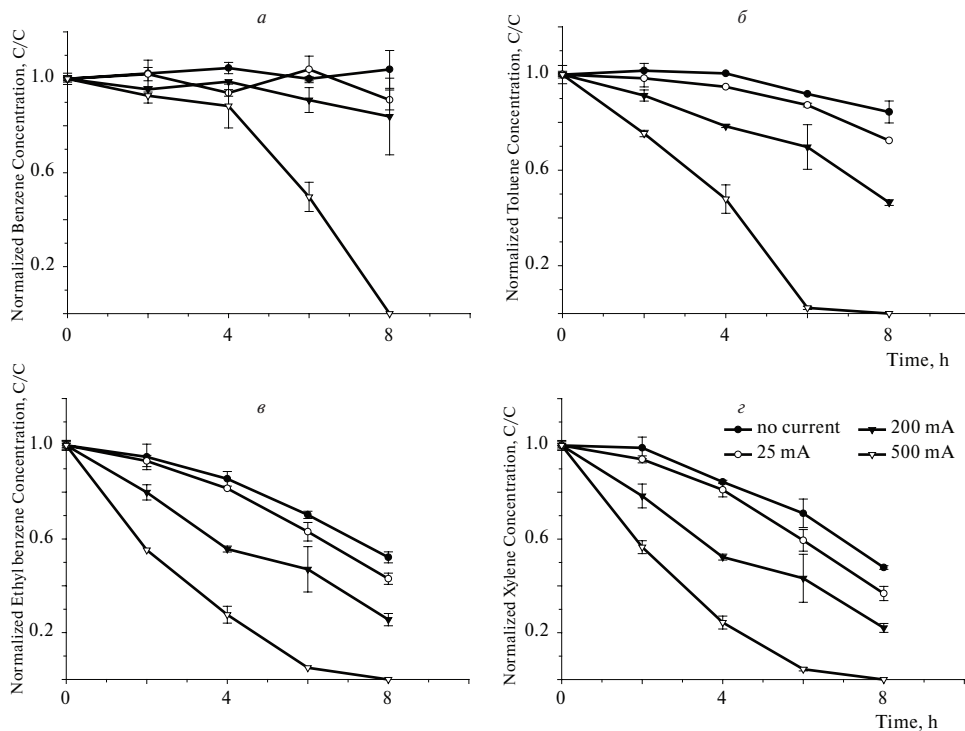 а
Normalized Benzene Concentration, C/C
1.0
0.6
0.2
0
4
8
б
Normalized Toluene Concentration, C/C
1.0
0.6
0.2
0
4
8
Time, h
в
Normalized Ethyl benzene Concentration, C/C
1.0
0.6
0.2
0
4
8
г
Normalized Xylene Concentration, C/C
no current
200 mA
25 mA
500 mA
1.0
0.6
0.2
0
4
8
Time, h